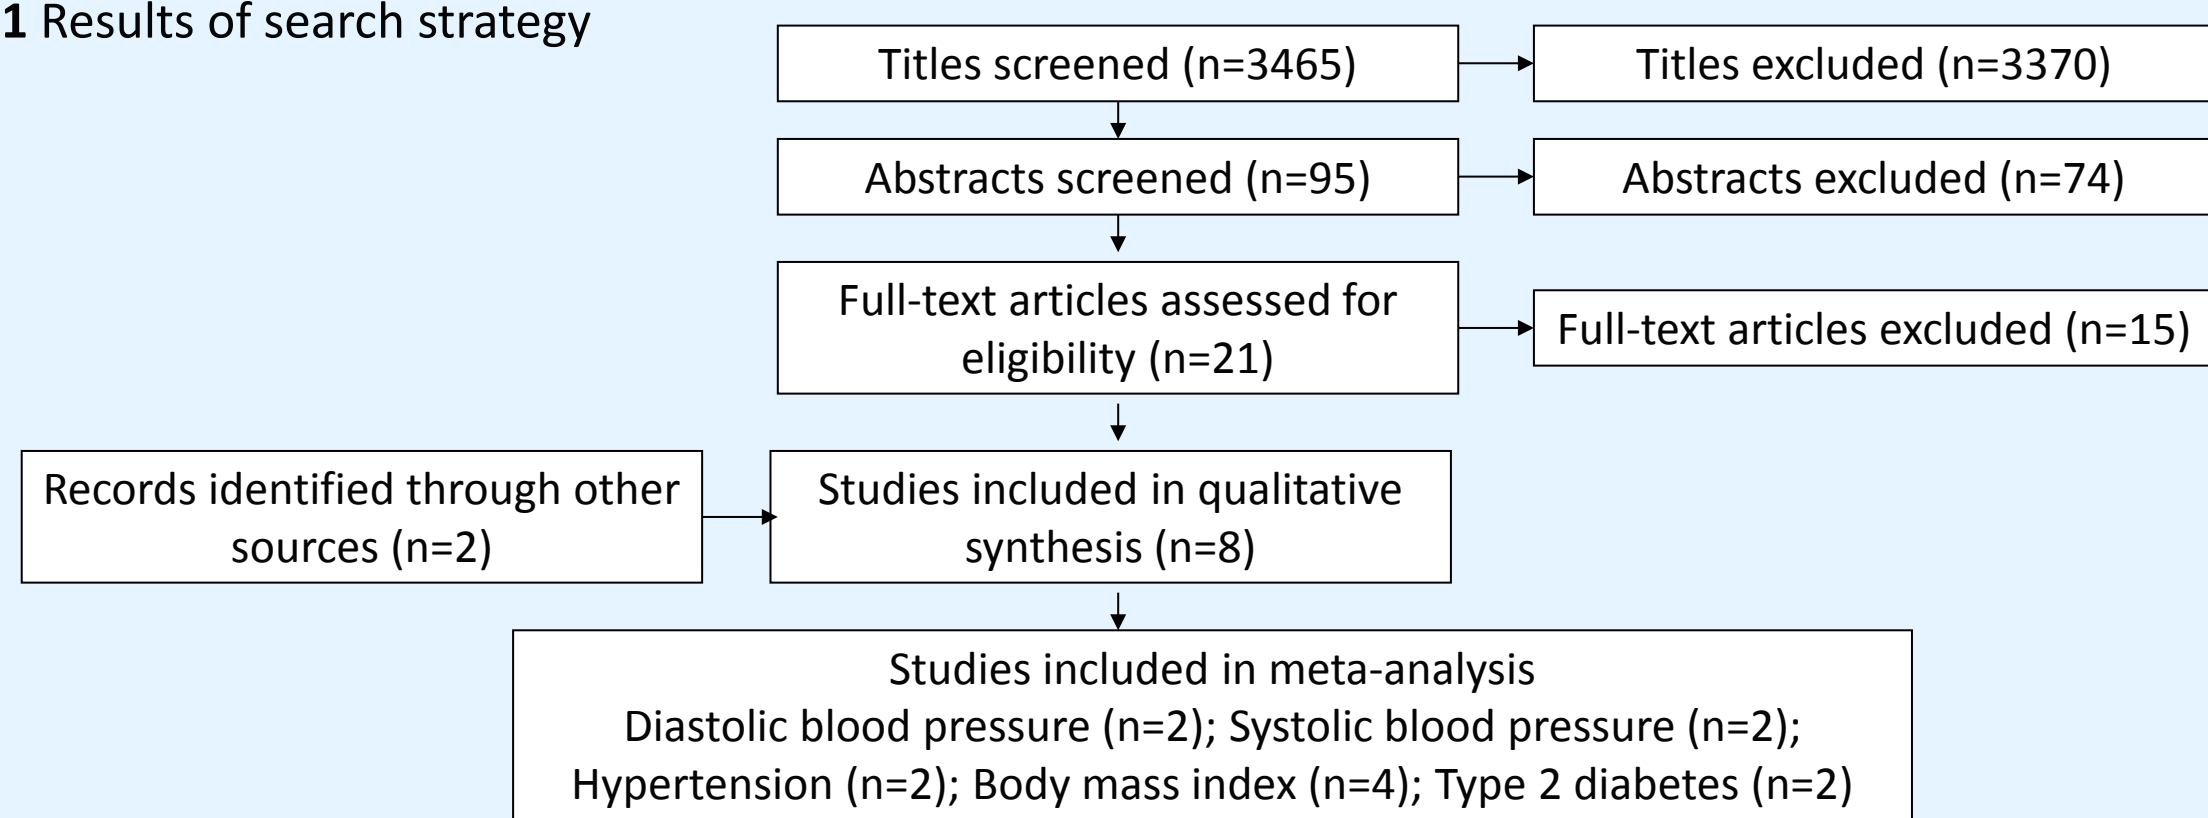 1 Results of search strategy
Titles screened (n=3465)
Titles excluded (n=3370)
Abstracts screened (n=95)
Abstracts excluded (n=74)
Full-text articles assessed for
eligibility (n=21)
Full-text articles excluded (n=15)
Records identified through other
sources (n=2)
Studies included in qualitative
synthesis (n=8)
Studies included in meta-analysis
Diastolic blood pressure (n=2); Systolic blood pressure (n=2);
Hypertension (n=2); Body mass index (n=4); Type 2 diabetes (n=2)